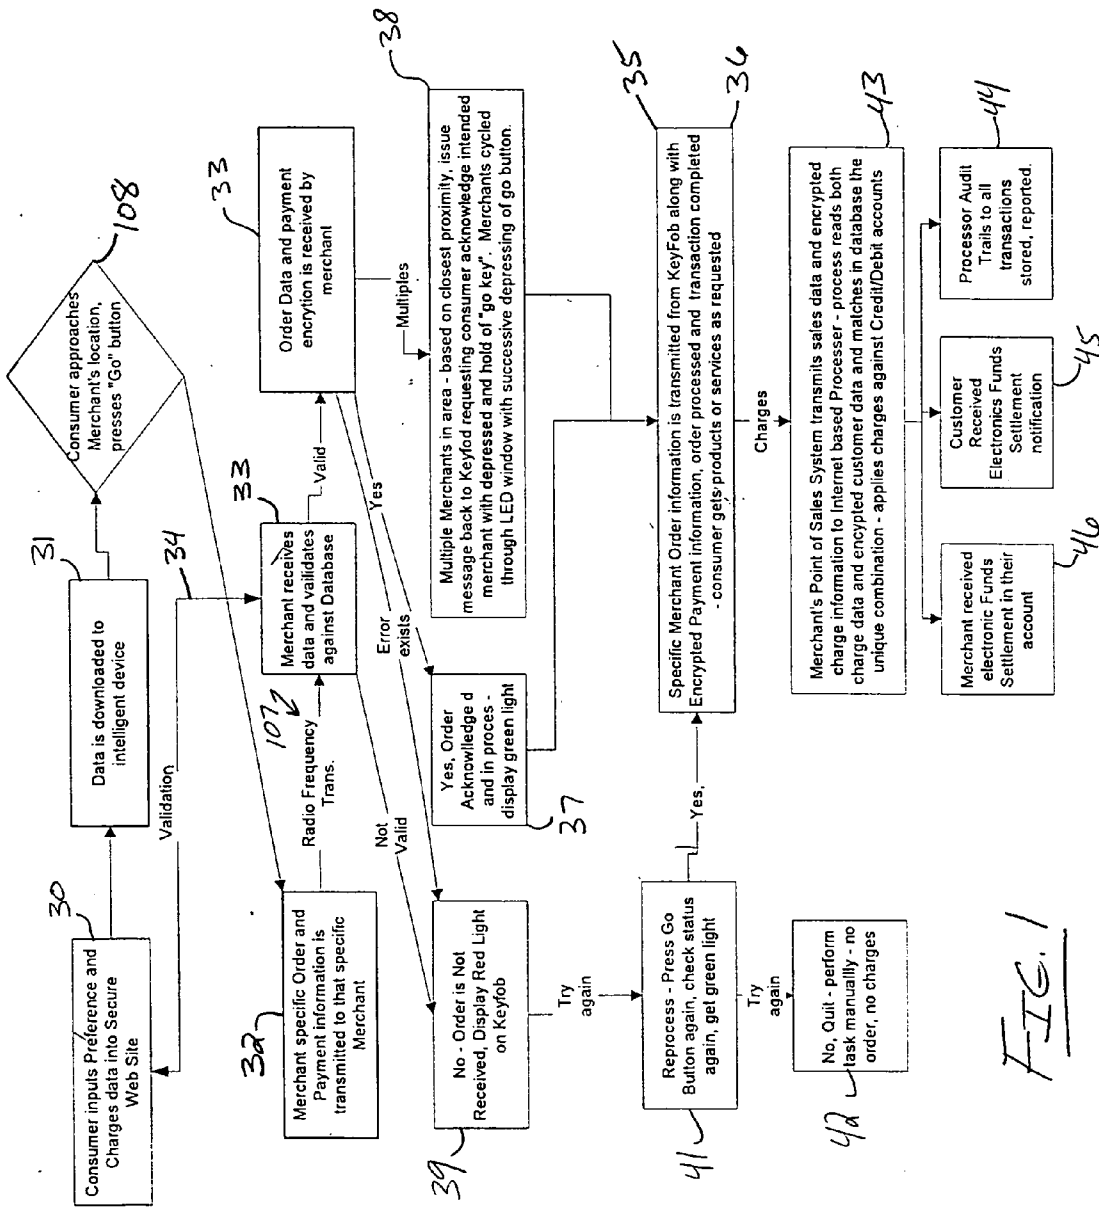 30
Consumer inputs Preference and
Charges data into Secure
Web Site
31
Data is downloaded to
intelligent device
108
Consumer approaches
Merchant's location,
presses "Go" button
Validation
34
32
Merchant specific Order and
Payment information is
transmitted to that specific
Merchant
107
Radio Frequency
Trans.
33
Merchant receives
data and vailidates
against Database
Valid
33
Order Data and payment
encrytion is received by
merchant
Not
Valid
Error
exists
Yes
Multiples
39
No - Order is Not
Received, Display Red Light
on Keyfob
37
Yes, Order
Acknwlledge d
and in proces -
display green light
38
Multiple Merchants in area - based on closest proximity, issue
message back to Keyfod requesting consumer acknowledge intended
merchant with depressed and hold of "go key". Merchants cycled
through LED window with successive depressing of go button.
Try
again
41
Reprocess - Press Go
Button again, check status
again, get green light
Yes,
35
36
Specific Merchant Order information is transmitted from KeyFob along with
Encrypted Payment information, order processed and transaction completed
- consumer gets products or services as requested
Try
again
Charges
42
No, Quit - perform
task manuallly - no
order, no charges
43
Merchant's Point of Sales System transmits sales data and encrypted
charge information to Internet based Processer - process reads both
charge data and encrypted customer data and matches in database the
unique combination - applies charges against Credit/Debit accounts
46
Merchant received
electronic Funds
Settlement in their
account
45
Customer
Received
Electronics Funds
Settlement
notification
44
Processor Audit
Trails to all
transactions
stored, reported.
FIG. 1